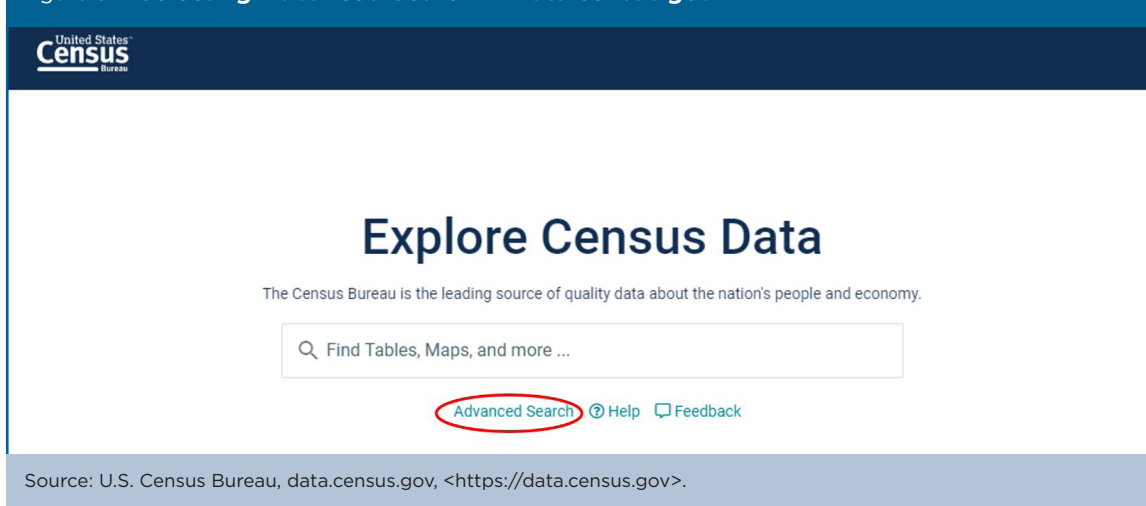 United States™
Census
Bureau
Explore Census Data
The Census Bureau is the leading source of quality data about the nation's people and economy.
Find Tables, Maps, and more ...
Advanced Search Help Feedback
Source: U.S. Census Bureau, data.census.gov, <https://data.census.gov>.